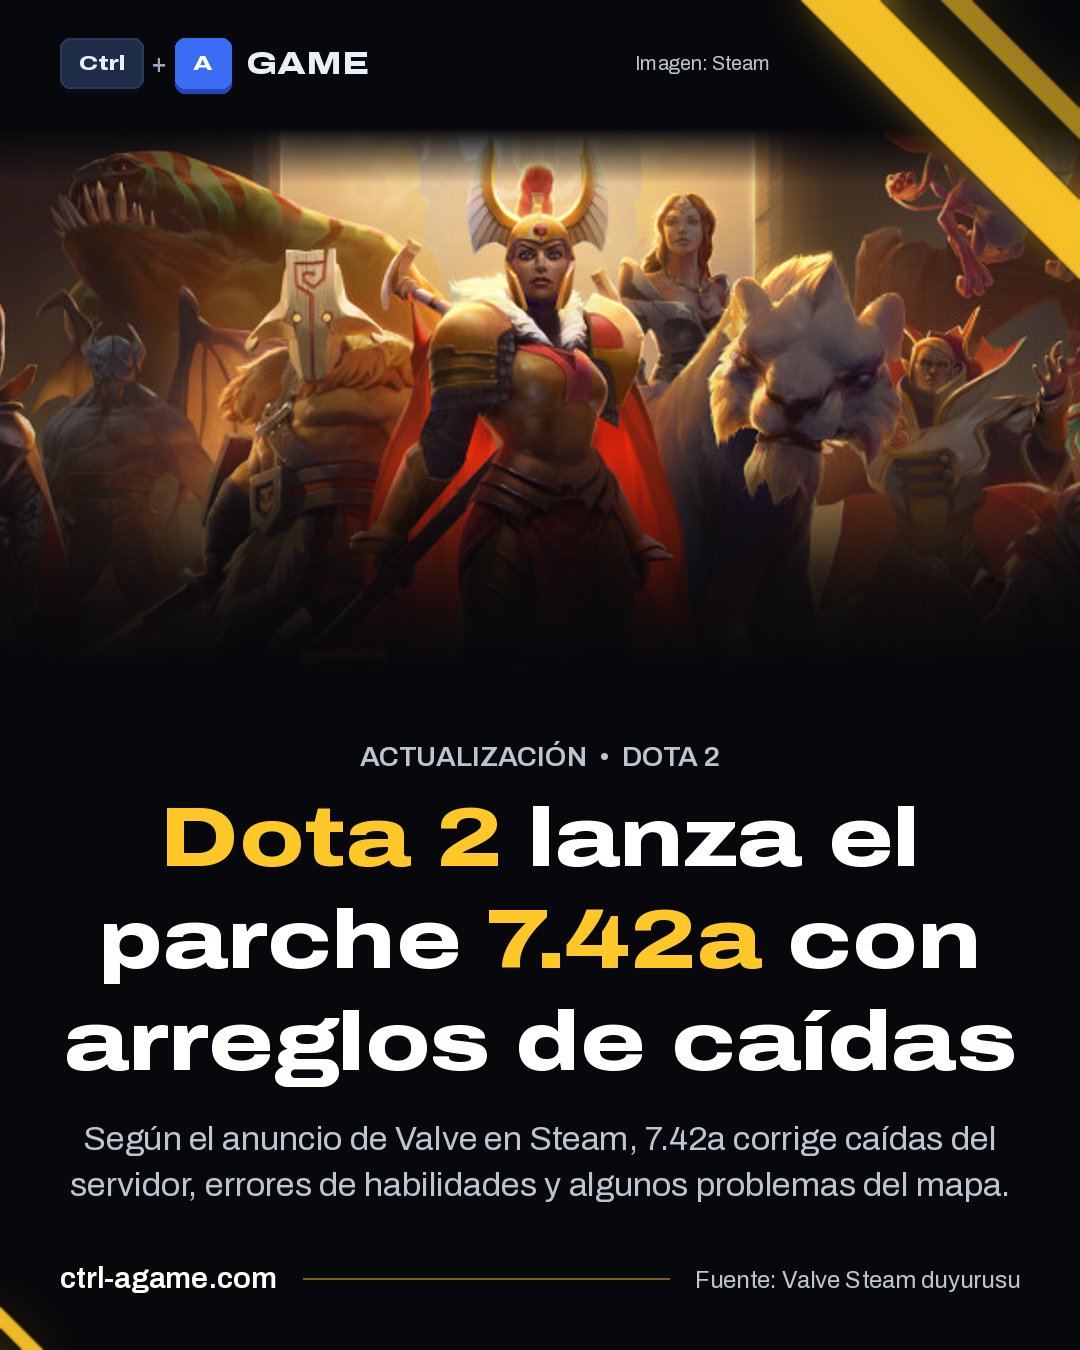 Ctrl + A GAME
Imagen: Steam
ACTUALIZACIÓN • DOTA 2
Dota 2 lanza el
parche 7.42a con
arreglos de caídas
Según el anuncio de Valve en Steam, 7.42a corrige caídas del
servidor, errores de habilidades y algunos problemas del mapa.
ctrl-agame.com
Fuente: Valve Steam duyurusu